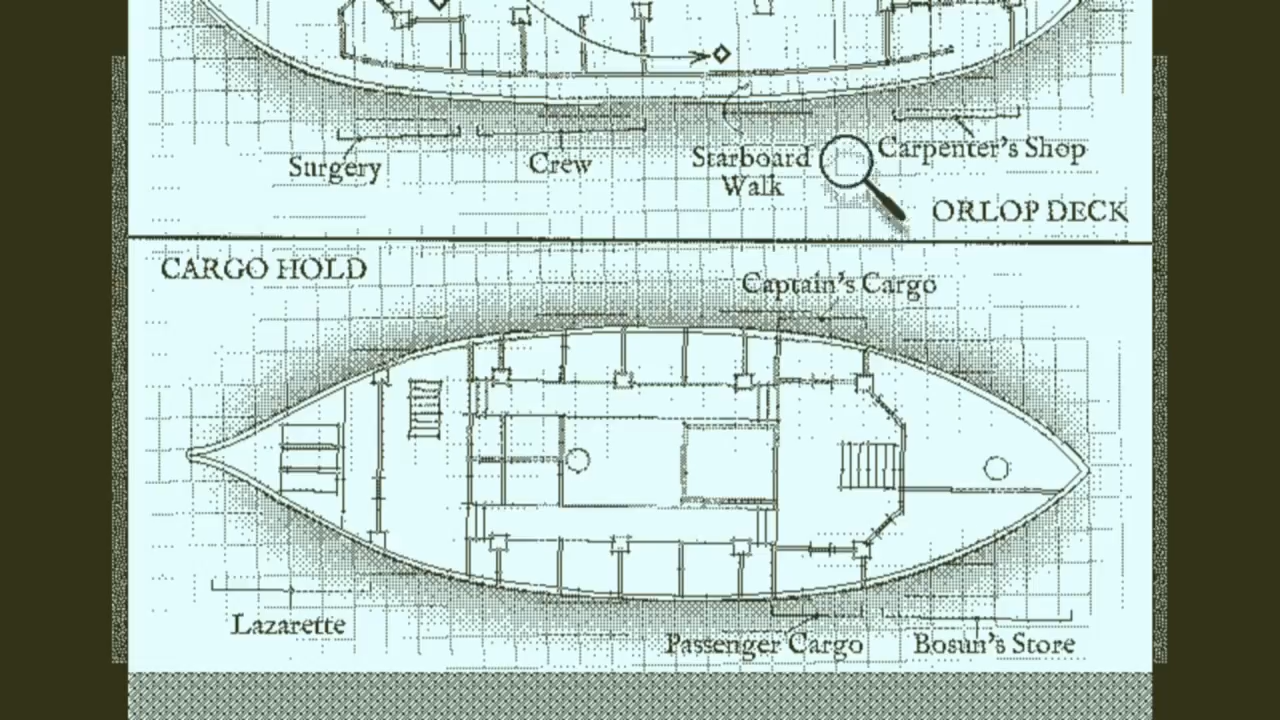 Surgery
Crew
Starboard
Walk
Carpenter's Shop
ORLOP DECK
CARGO HOLD
Captain's Cargo
Lazarette
Passenger Cargo
Bosun's Store